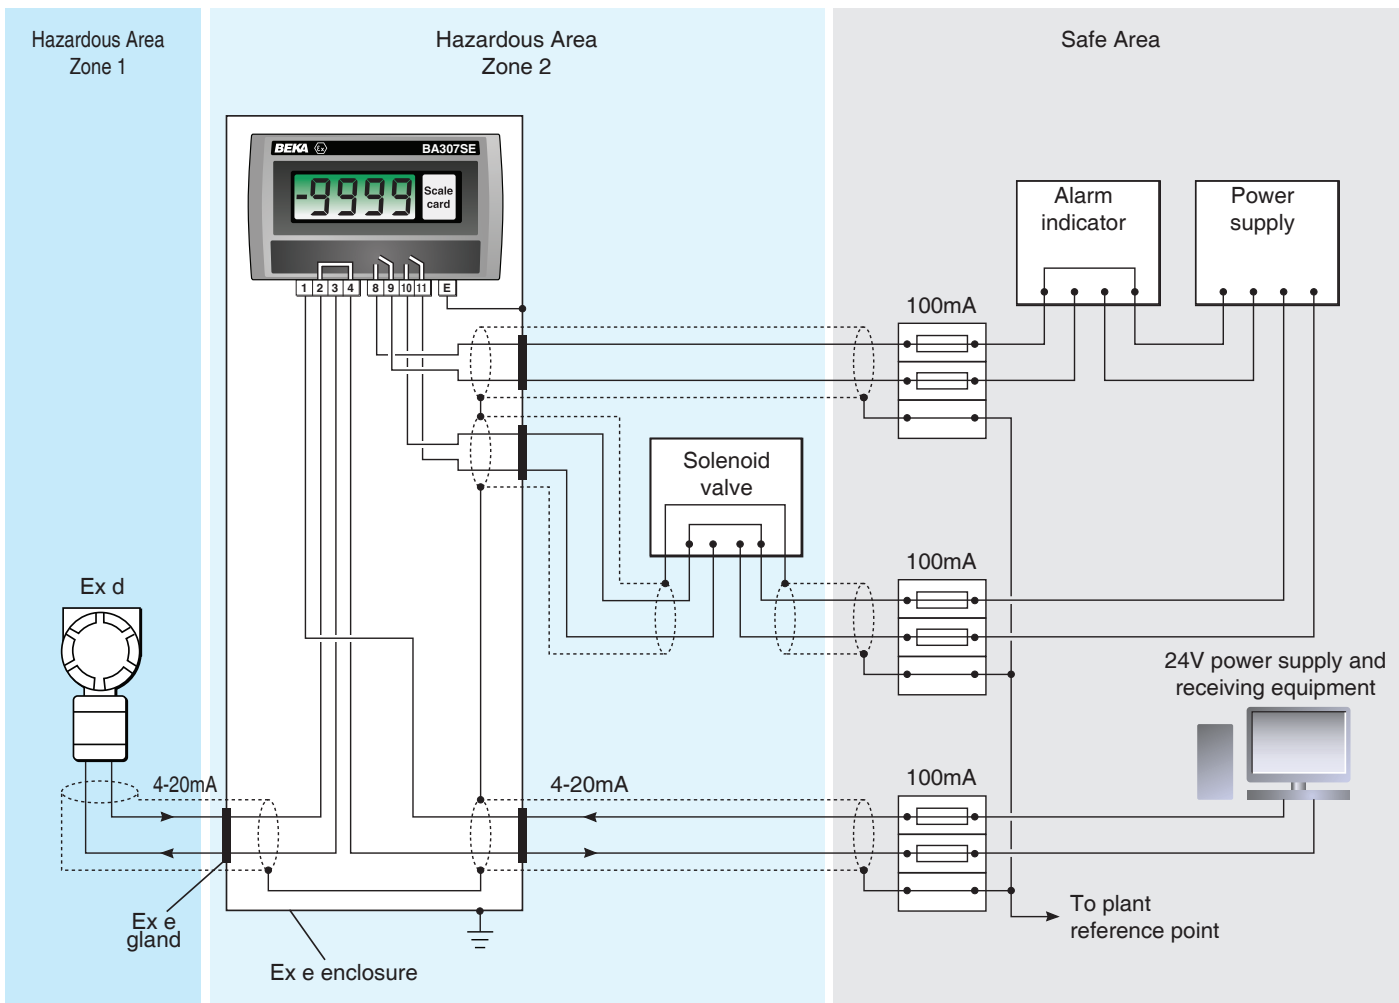 Hazardous Area
Zone 1
Hazardous Area
Zone 2
Safe Area
BEKA Ex BA307SE
-9999
Scale
card
1 2 3 4 8 9 10 11 E
Alarm
indicator
Power
supply
100mA
Solenoid
valve
100mA
Ex d
24V power supply and
receiving equipment
4-20mA
4-20mA
100mA
Ex e
gland
Ex e enclosure
To plant
reference point